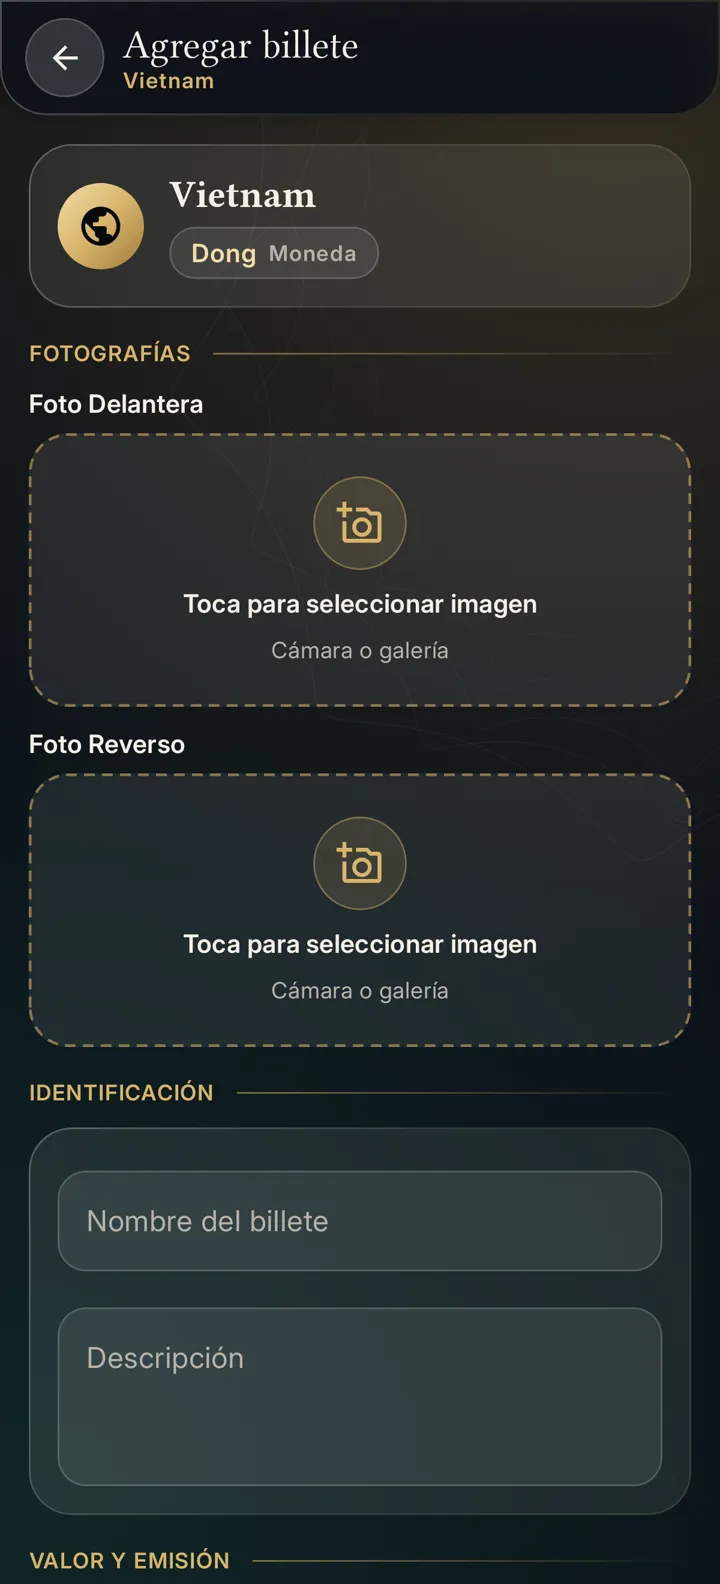 Agregar billete
Vietnam
Vietnam
Dong Moneda
FOTOGRAFÍAS
Foto Delantera
Toca para seleccionar imagen
Cámara o galería
Foto Reverso
Toca para seleccionar imagen
Cámara o galería
IDENTIFICACIÓN
Nombre del billete
Descripción
VALOR Y EMISIÓN